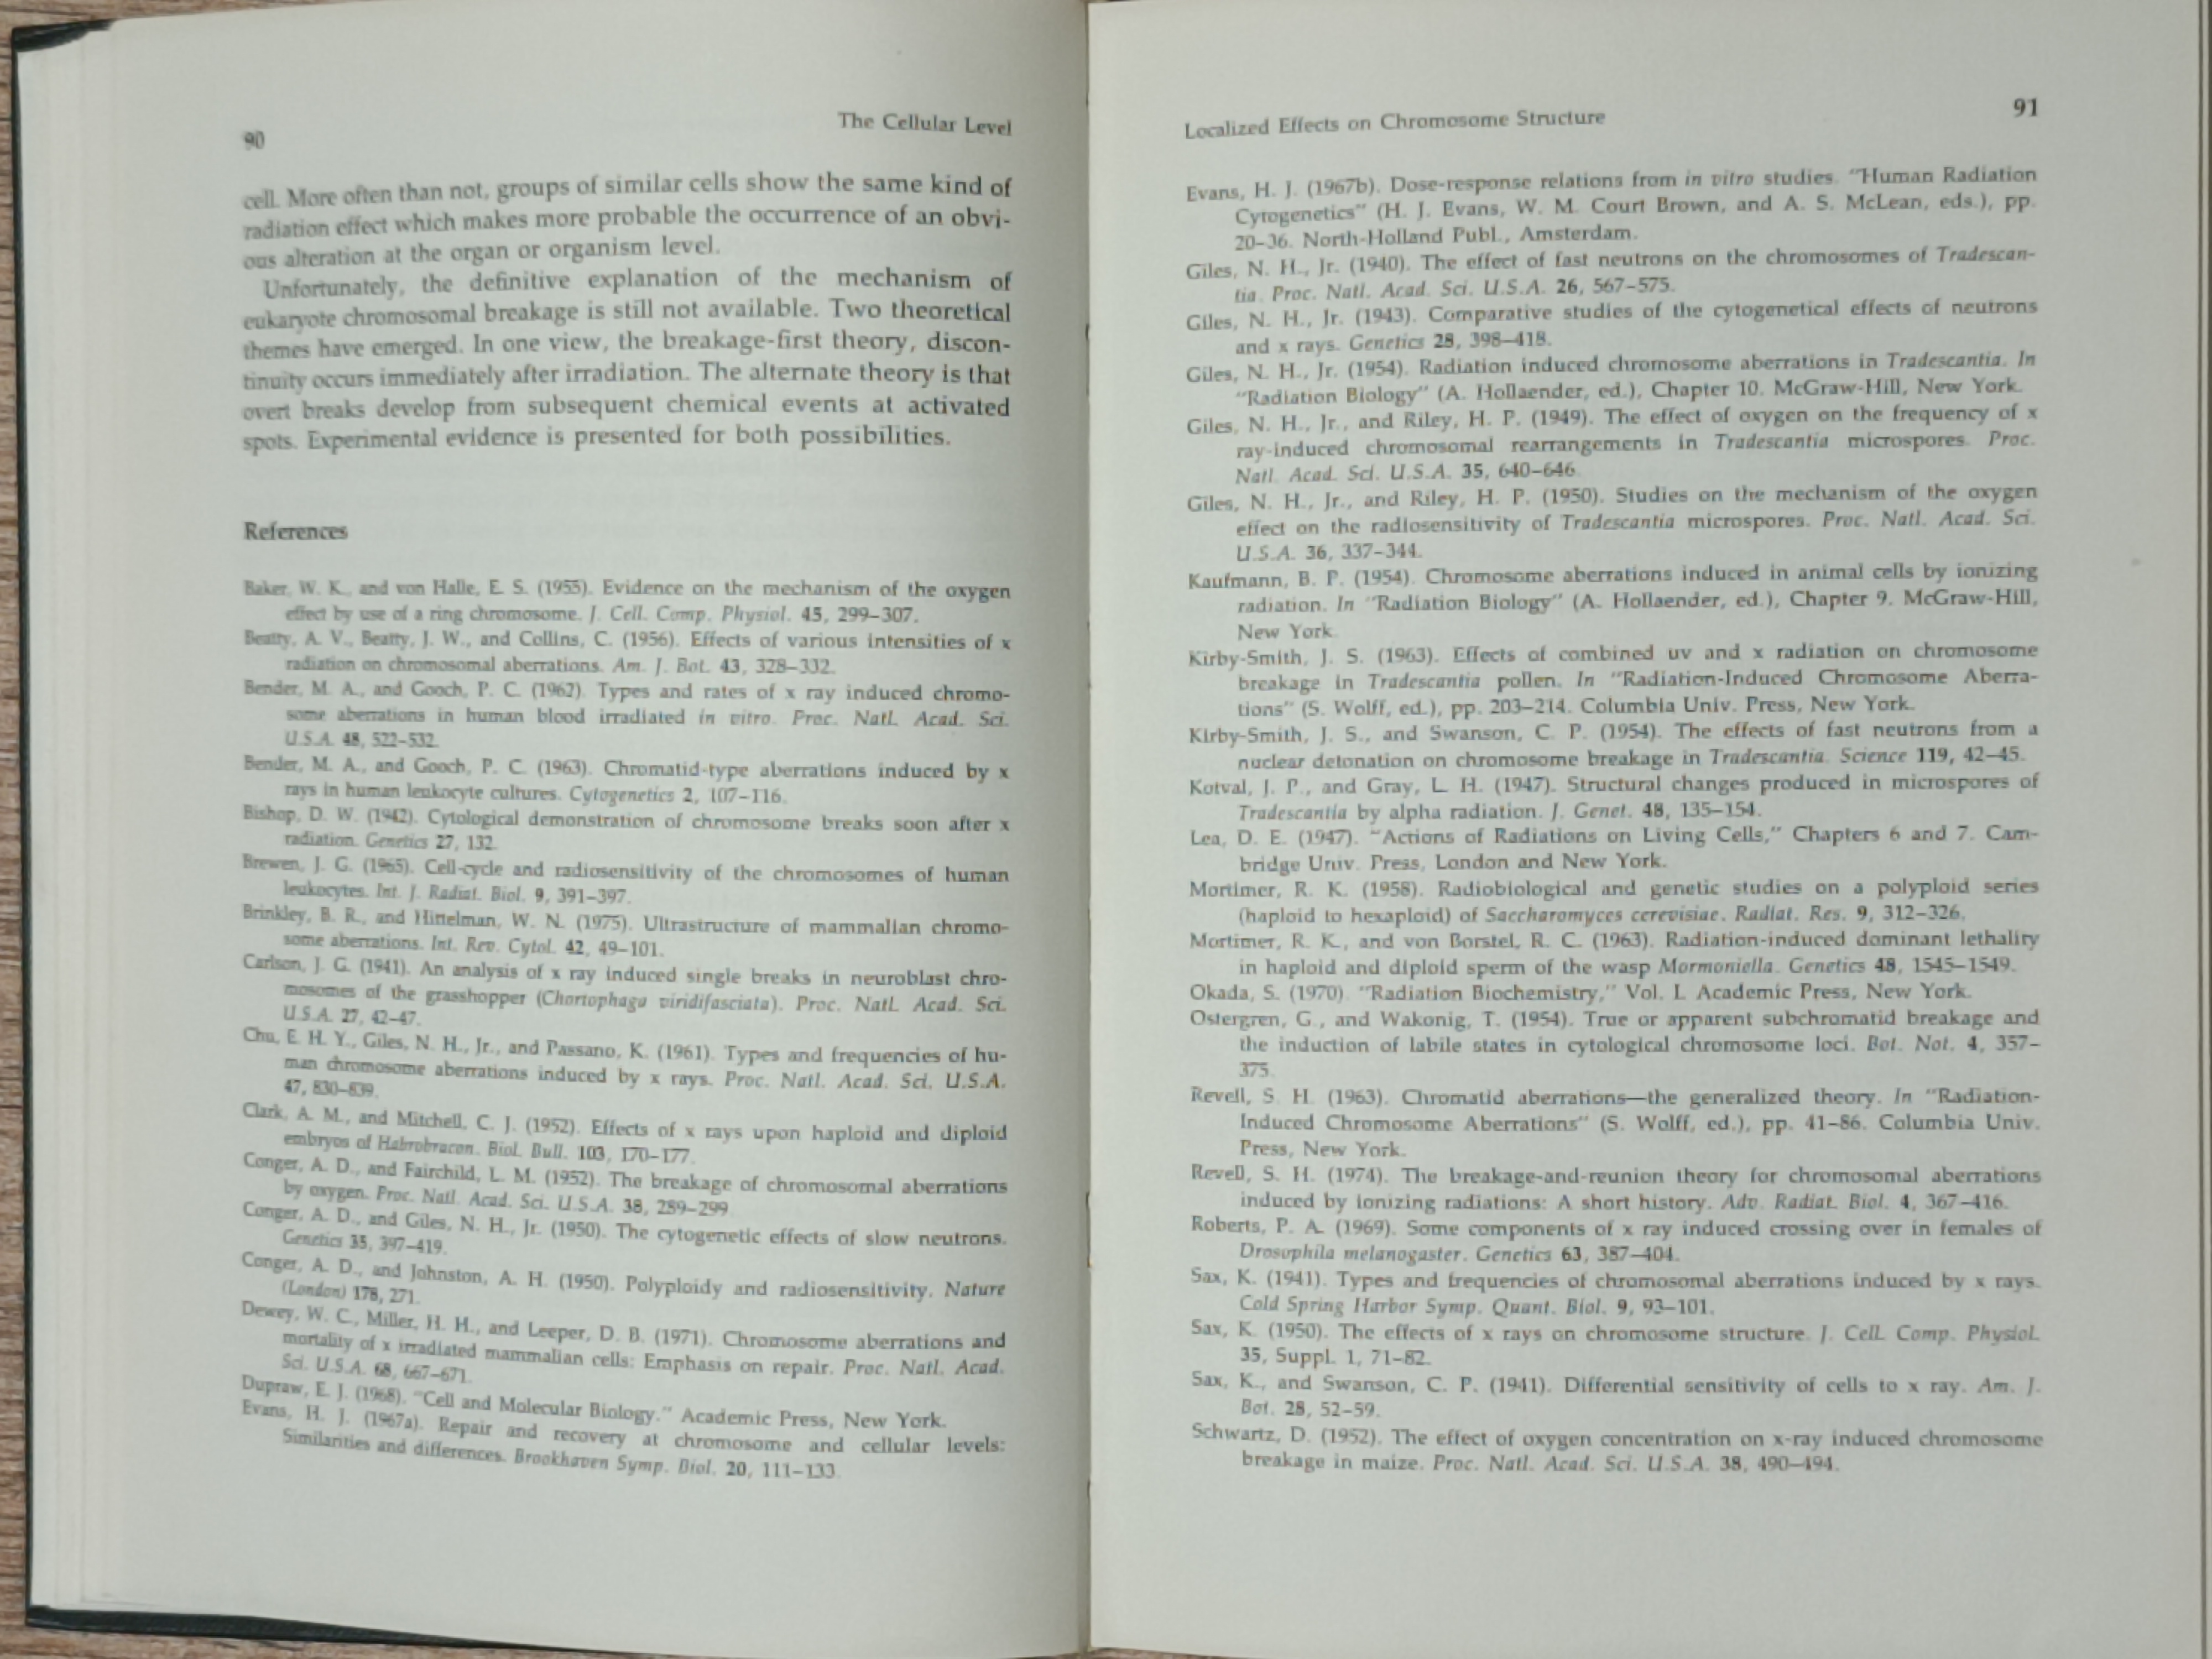 90
The Cellular Level
cell. More often than not, groups of similar cells show the same kind of
radiation effect which makes more probable the occurrence of an obvi-
ous alteration at the organ or organism level.
Unfortunately, the definitive explanation of the mechanism of
eukaryote chromosomal breakage is still not available. Two theoretical
themes have emerged. In one view, the breakage-first theory, discon-
tinuity occurs immediately after irradiation. The alternate theory is that
overt breaks develop from subsequent chemical events at activated
spots. Experimental evidence is presented for both possibilities.
References
Baker, W. K., and von Halle, E. S. (1955). Evidence on the mechanism of the oxygen
effect by use of a ring chromosome. J. Cell. Comp. Physiol. 45, 299–307.
Beatty, A. V., Beatty, J. W., and Collins, C. (1956). Effects of various intensities of x
radiation on chromosomal aberrations. Am. J. Bot. 43, 328–332.
Bender, M. A., and Gooch, P. C. (1962). Types and rates of x ray induced chromo-
some aberrations in human blood irradiated in vitro. Proc. Natl. Acad. Sci.
U.S.A. 48, 522–532.
Bender, M. A., and Gooch, P. C. (1963). Chromatid-type aberrations induced by x
rays in human leukocyte cultures. Cytogenetics 2, 107–116.
Bishop, D. W. (1942). Cytological demonstration of chromosome breaks soon after x
radiation. Genetics 27, 132.
Brewen, J. G. (1965). Cell-cycle and radiosensitivity of the chromosomes of human
leukocytes. Int. J. Radiat. Biol. 9, 391–397.
Brinkley, B. R., and Hittelman, W. N. (1975). Ultrastructure of mammalian chromo-
some aberrations. Int. Rev. Cytol. 42, 49–101.
Carlson, J. G. (1941). An analysis of x ray induced single breaks in neuroblast chro-
mosomes of the grasshopper (Chortophaga viridifasciata). Proc. Natl. Acad. Sci.
U.S.A. 27, 42–47.
Chu, E. H. Y., Giles, N. H., Jr., and Passano, K. (1961). Types and frequencies of hu-
man chromosome aberrations induced by x rays. Proc. Natl. Acad. Sci. U.S.A.
47, 830–839.
Clark, A. M., and Mitchell, C. J. (1952). Effects of x rays upon haploid and diploid
embryos of Habrobracon. Biol. Bull. 103, 170–177.
Conger, A. D., and Fairchild, L. M. (1952). The breakage of chromosomal aberrations
by oxygen. Proc. Natl. Acad. Sci. U.S.A. 38, 289–299.
Conger, A. D., and Giles, N. H., Jr. (1950). The cytogenetic effects of slow neutrons.
Genetics 35, 397–419.
Conger, A. D., and Johnston, A. H. (1950). Polyploidy and radiosensitivity. Nature
(London) 178, 271.
Dewey, W. C., Miller, H. H., and Leeper, D. B. (1971). Chromosome aberrations and
mortality of x irradiated mammalian cells: Emphasis on repair. Proc. Natl. Acad.
Sci. U.S.A. 68, 667–671.
Dupraw, E. J. (1968). "Cell and Molecular Biology." Academic Press, New York.
Evans, H. J. (1967a). Repair and recovery at chromosome and cellular levels:
Similarities and differences. Brookhaven Symp. Biol. 20, 111–133.
Localized Effects on Chromosome Structure
91
Evans, H. J. (1967b). Dose-response relations from in vitro studies. "Human Radiation
Cytogenetics" (H. J. Evans, W. M. Court Brown, and A. S. McLean, eds.), pp.
20–36. North-Holland Publ., Amsterdam.
Giles, N. H., Jr. (1940). The effect of fast neutrons on the chromosomes of Tradescan-
tia. Proc. Natl. Acad. Sci. U.S.A. 26, 567–575.
Giles, N. H., Jr. (1943). Comparative studies of the cytogenetical effects of neutrons
and x rays. Genetics 28, 398–418.
Giles, N. H., Jr. (1954). Radiation induced chromosome aberrations in Tradescantia. In
"Radiation Biology" (A. Hollaender, ed.), Chapter 10. McGraw-Hill, New York.
Giles, N. H., Jr., and Riley, H. P. (1949). The effect of oxygen on the frequency of x
ray-induced chromosomal rearrangements in Tradescantia microspores. Proc.
Natl. Acad. Sci. U.S.A. 35, 640–646.
Giles, N. H., Jr., and Riley, H. P. (1950). Studies on the mechanism of the oxygen
effect on the radiosensitivity of Tradescantia microspores. Proc. Natl. Acad. Sci.
U.S.A. 36, 337–344.
Kaufmann, B. P. (1954). Chromosome aberrations induced in animal cells by ionizing
radiation. In "Radiation Biology" (A. Hollaender, ed.), Chapter 9. McGraw-Hill,
New York.
Kirby-Smith, J. S. (1963). Effects of combined uv and x radiation on chromosome
breakage in Tradescantia pollen. In "Radiation-Induced Chromosome Aberra-
tions" (S. Wolff, ed.), pp. 203–214. Columbia Univ. Press, New York.
Kirby-Smith, J. S., and Swanson, C. P. (1954). The effects of fast neutrons from a
nuclear detonation on chromosome breakage in Tradescantia. Science 119, 42–45.
Kotval, J. P., and Gray, L. H. (1947). Structural changes produced in microspores of
Tradescantia by alpha radiation. J. Genet. 48, 135–154.
Lea, D. E. (1947). "Actions of Radiations on Living Cells," Chapters 6 and 7. Cam-
bridge Univ. Press, London and New York.
Mortimer, R. K. (1958). Radiobiological and genetic studies on a polyploid series
(haploid to hexaploid) of Saccharomyces cerevisiae. Radiat. Res. 9, 312–326.
Mortimer, R. K., and von Borstel, R. C. (1963). Radiation-induced dominant lethality
in haploid and diploid sperm of the wasp Mormoniella. Genetics 48, 1545–1549.
Okada, S. (1970). "Radiation Biochemistry," Vol. I. Academic Press, New York.
Ostergren, G., and Wakonig, T. (1954). True or apparent subchromatid breakage and
the induction of labile states in cytological chromosome loci. Bot. Not. 4, 357–
375.
Revell, S. H. (1963). Chromatid aberrations—the generalized theory. In "Radiation-
Induced Chromosome Aberrations" (S. Wolff, ed.), pp. 41–86. Columbia Univ.
Press, New York.
Revell, S. H. (1974). The breakage-and-reunion theory for chromosomal aberrations
induced by ionizing radiations: A short history. Adv. Radiat. Biol. 4, 367–416.
Roberts, P. A. (1969). Some components of x ray induced crossing over in females of
Drosophila melanogaster. Genetics 63, 387–404.
Sax, K. (1941). Types and frequencies of chromosomal aberrations induced by x rays.
Cold Spring Harbor Symp. Quant. Biol. 9, 93–101.
Sax, K. (1950). The effects of x rays on chromosome structure. J. Cell. Comp. Physiol.
35, Suppl. 1, 71–82.
Sax, K., and Swanson, C. P. (1941). Differential sensitivity of cells to x ray. Am. J.
Bot. 28, 52–59.
Schwartz, D. (1952). The effect of oxygen concentration on x-ray induced chromosome
breakage in maize. Proc. Natl. Acad. Sci. U.S.A. 38, 490–494.